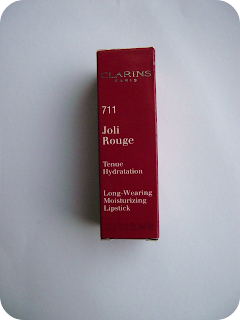 CLARINS
PARIS
711
Joli
Rouge
Tenue
Hydratation
Long-Wearing
Moisturizing
Lipstick